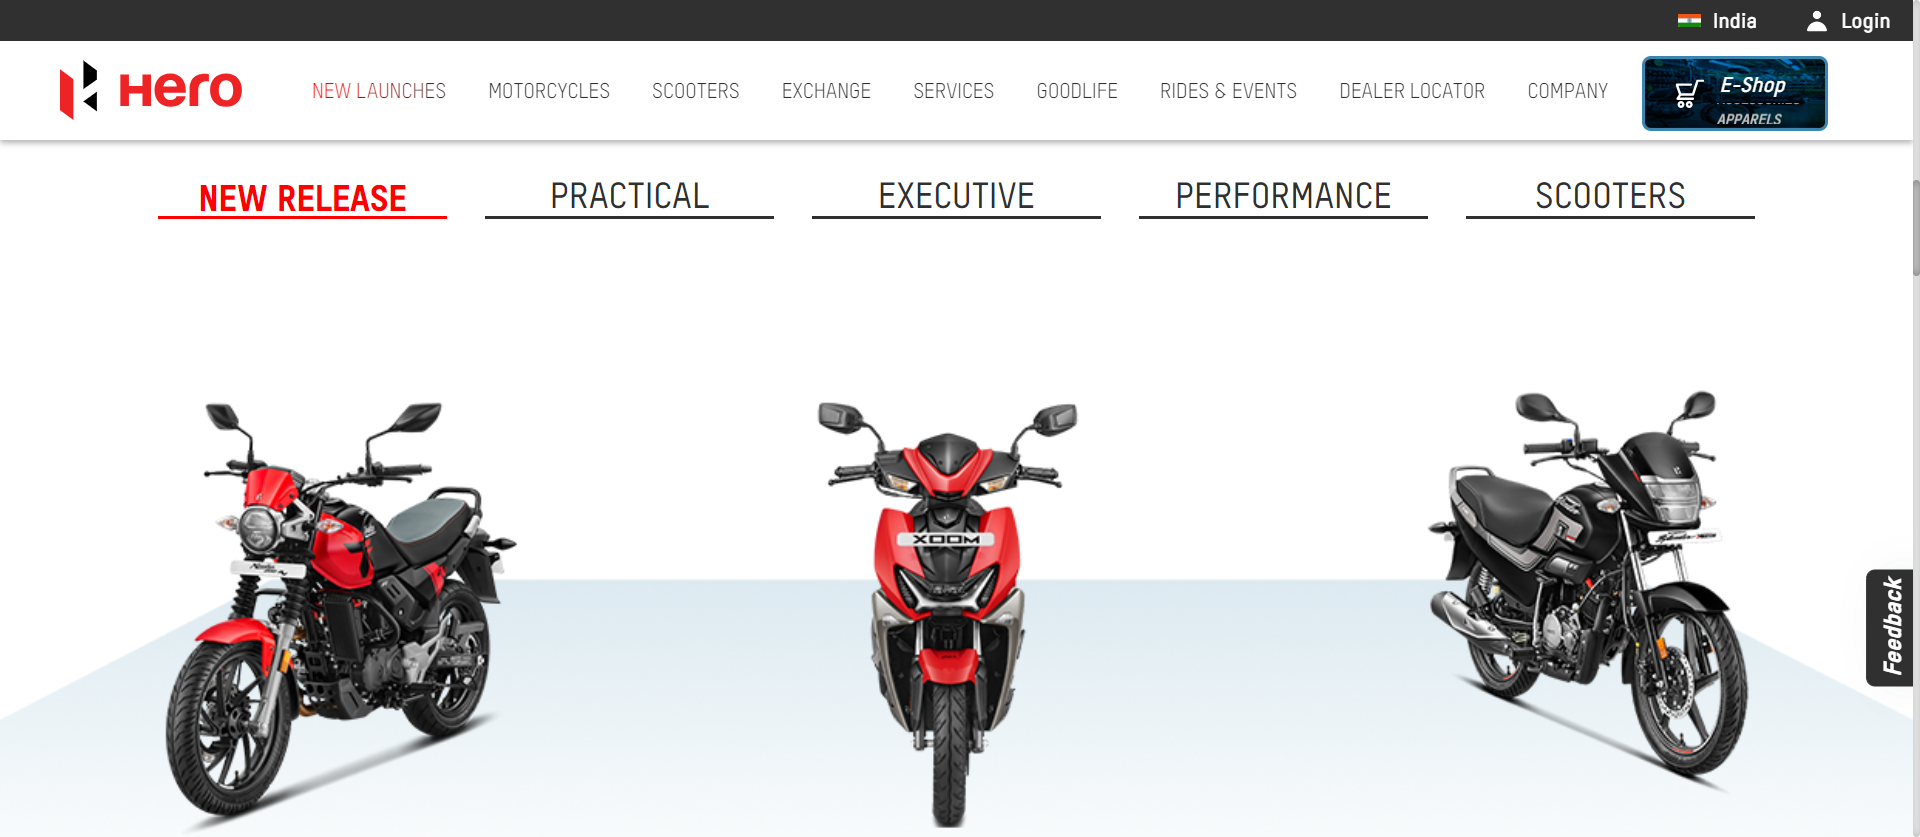 India
Login
Hero
NEW LAUNCHES
MOTORCYCLES
SCOOTERS
EXCHANGE
SERVICES
GOODLIFE
RIDES & EVENTS
DEALER LOCATOR
COMPANY
E-Shop
APPARELS
NEW RELEASE
PRACTICAL
EXECUTIVE
PERFORMANCE
SCOOTERS
XOOM
Feedback